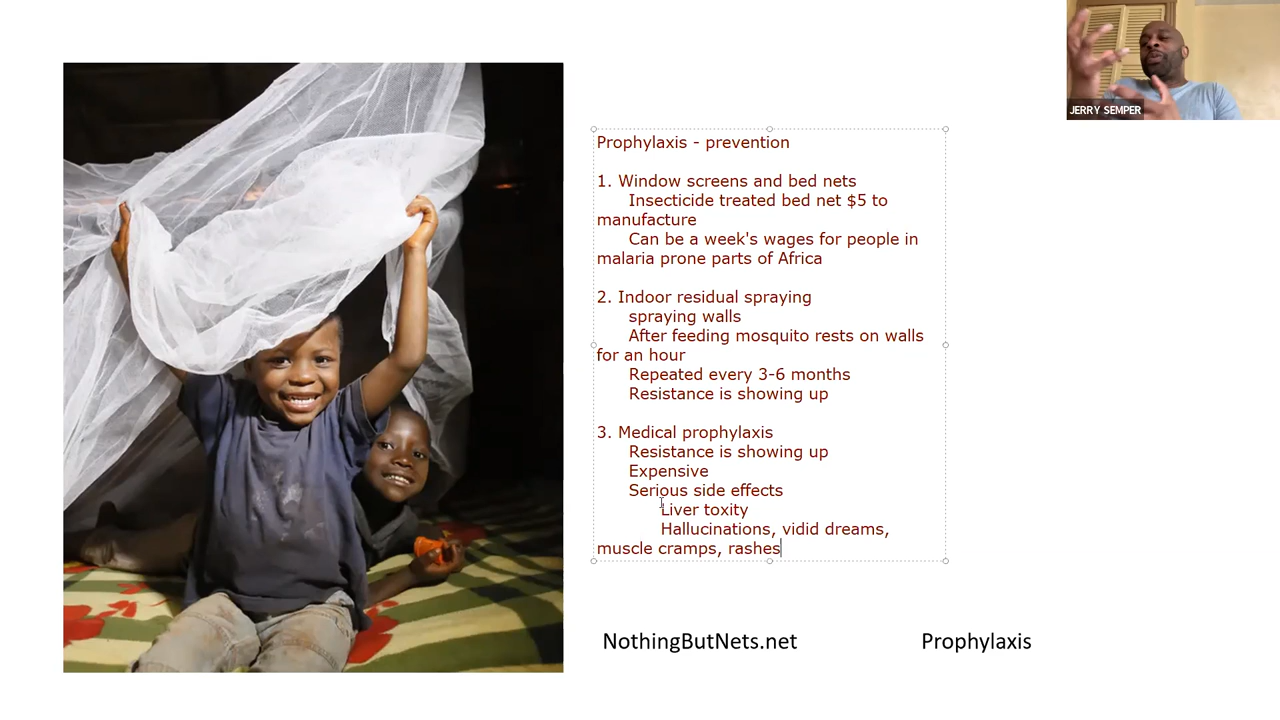 JERRY SEMPER
Prophylaxis - prevention
1. Window screens and bed nets
Insecticide treated bed net $5 to
manufacture
Can be a week's wages for people in
malaria prone parts of Africa
2. Indoor residual spraying
spraying walls
After feeding mosquito rests on walls
for an hour
Repeated every 3-6 months
Resistance is showing up
3. Medical prophylaxis
Resistance is showing up
Expensive
Serious side effects
Liver toxity
Hallucinations, vidid dreams,
muscle cramps, rashes
NothingButNets.net
Prophylaxis